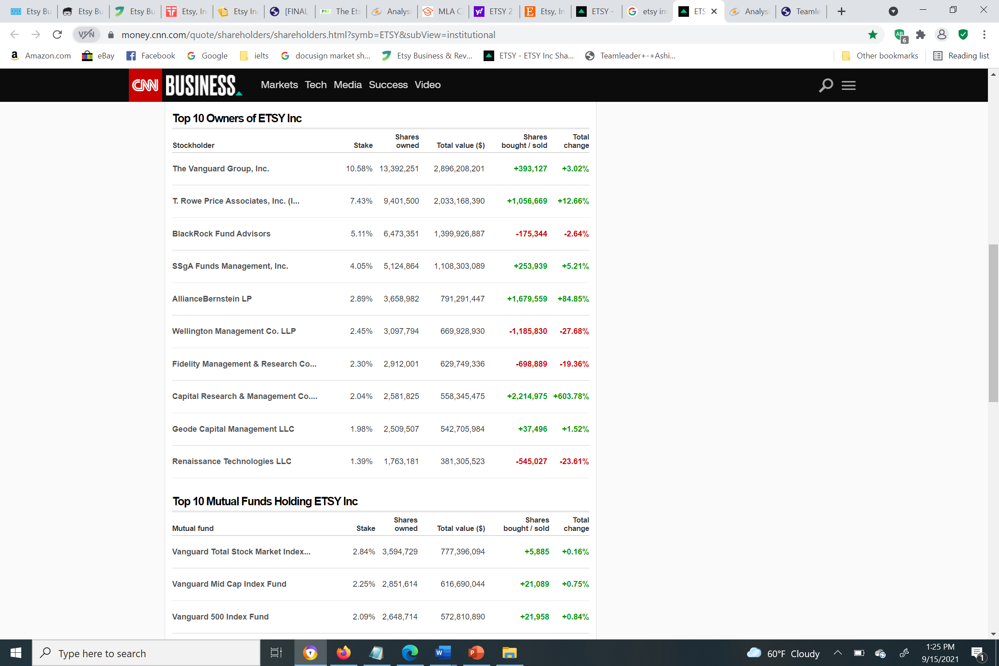 Etsy Bu Etsy Bu Etsy Bu Etsy, In Etsy Inc [FINAL- PM The Ets Analysi MLA Ci y! ETSY 2 E Etsy, In ETSY - etsy inv ETS Analysi Teamle
VPN money.cnn.com/quote/shareholders/shareholders.html?symb=ETSY&subView=institutional AB 6
Amazon.com eBay Facebook Google ielts docusign market sh... Etsy Business & Rev... ETSY - ETSY Inc Sha... Teamleader+-+Ashi... Other bookmarks Reading list
CNN BUSINESS Markets Tech Media Success Video
Top 10 Owners of ETSY Inc
Stockholder Stake Shares owned Total value ($) Shares bought / sold Total change
The Vanguard Group, Inc. 10.58% 13,392,251 2,896,208,201 +393,127 +3.02%
T. Rowe Price Associates, Inc. (I... 7.43% 9,401,500 2,033,168,390 +1,056,669 +12.66%
BlackRock Fund Advisors 5.11% 6,473,351 1,399,926,887 -175,344 -2.64%
SSgA Funds Management, Inc. 4.05% 5,124,864 1,108,303,089 +253,939 +5.21%
AllianceBernstein LP 2.89% 3,658,982 791,291,447 +1,679,559 +84.85%
Wellington Management Co. LLP 2.45% 3,097,794 669,928,930 -1,185,830 -27.68%
Fidelity Management & Research Co... 2.30% 2,912,001 629,749,336 -698,889 -19.36%
Capital Research & Management Co.... 2.04% 2,581,825 558,345,475 +2,214,975 +603.78%
Geode Capital Management LLC 1.98% 2,509,507 542,705,984 +37,496 +1.52%
Renaissance Technologies LLC 1.39% 1,763,181 381,305,523 -545,027 -23.61%
Top 10 Mutual Funds Holding ETSY Inc
Mutual fund Stake Shares owned Total value ($) Shares bought / sold Total change
Vanguard Total Stock Market Index... 2.84% 3,594,729 777,396,094 +5,885 +0.16%
Vanguard Mid Cap Index Fund 2.25% 2,851,614 616,690,044 +21,089 +0.75%
Vanguard 500 Index Fund 2.09% 2,648,714 572,810,890 +21,958 +0.84%
Type here to search 60°F Cloudy 1:25 PM
9/15/2021 1